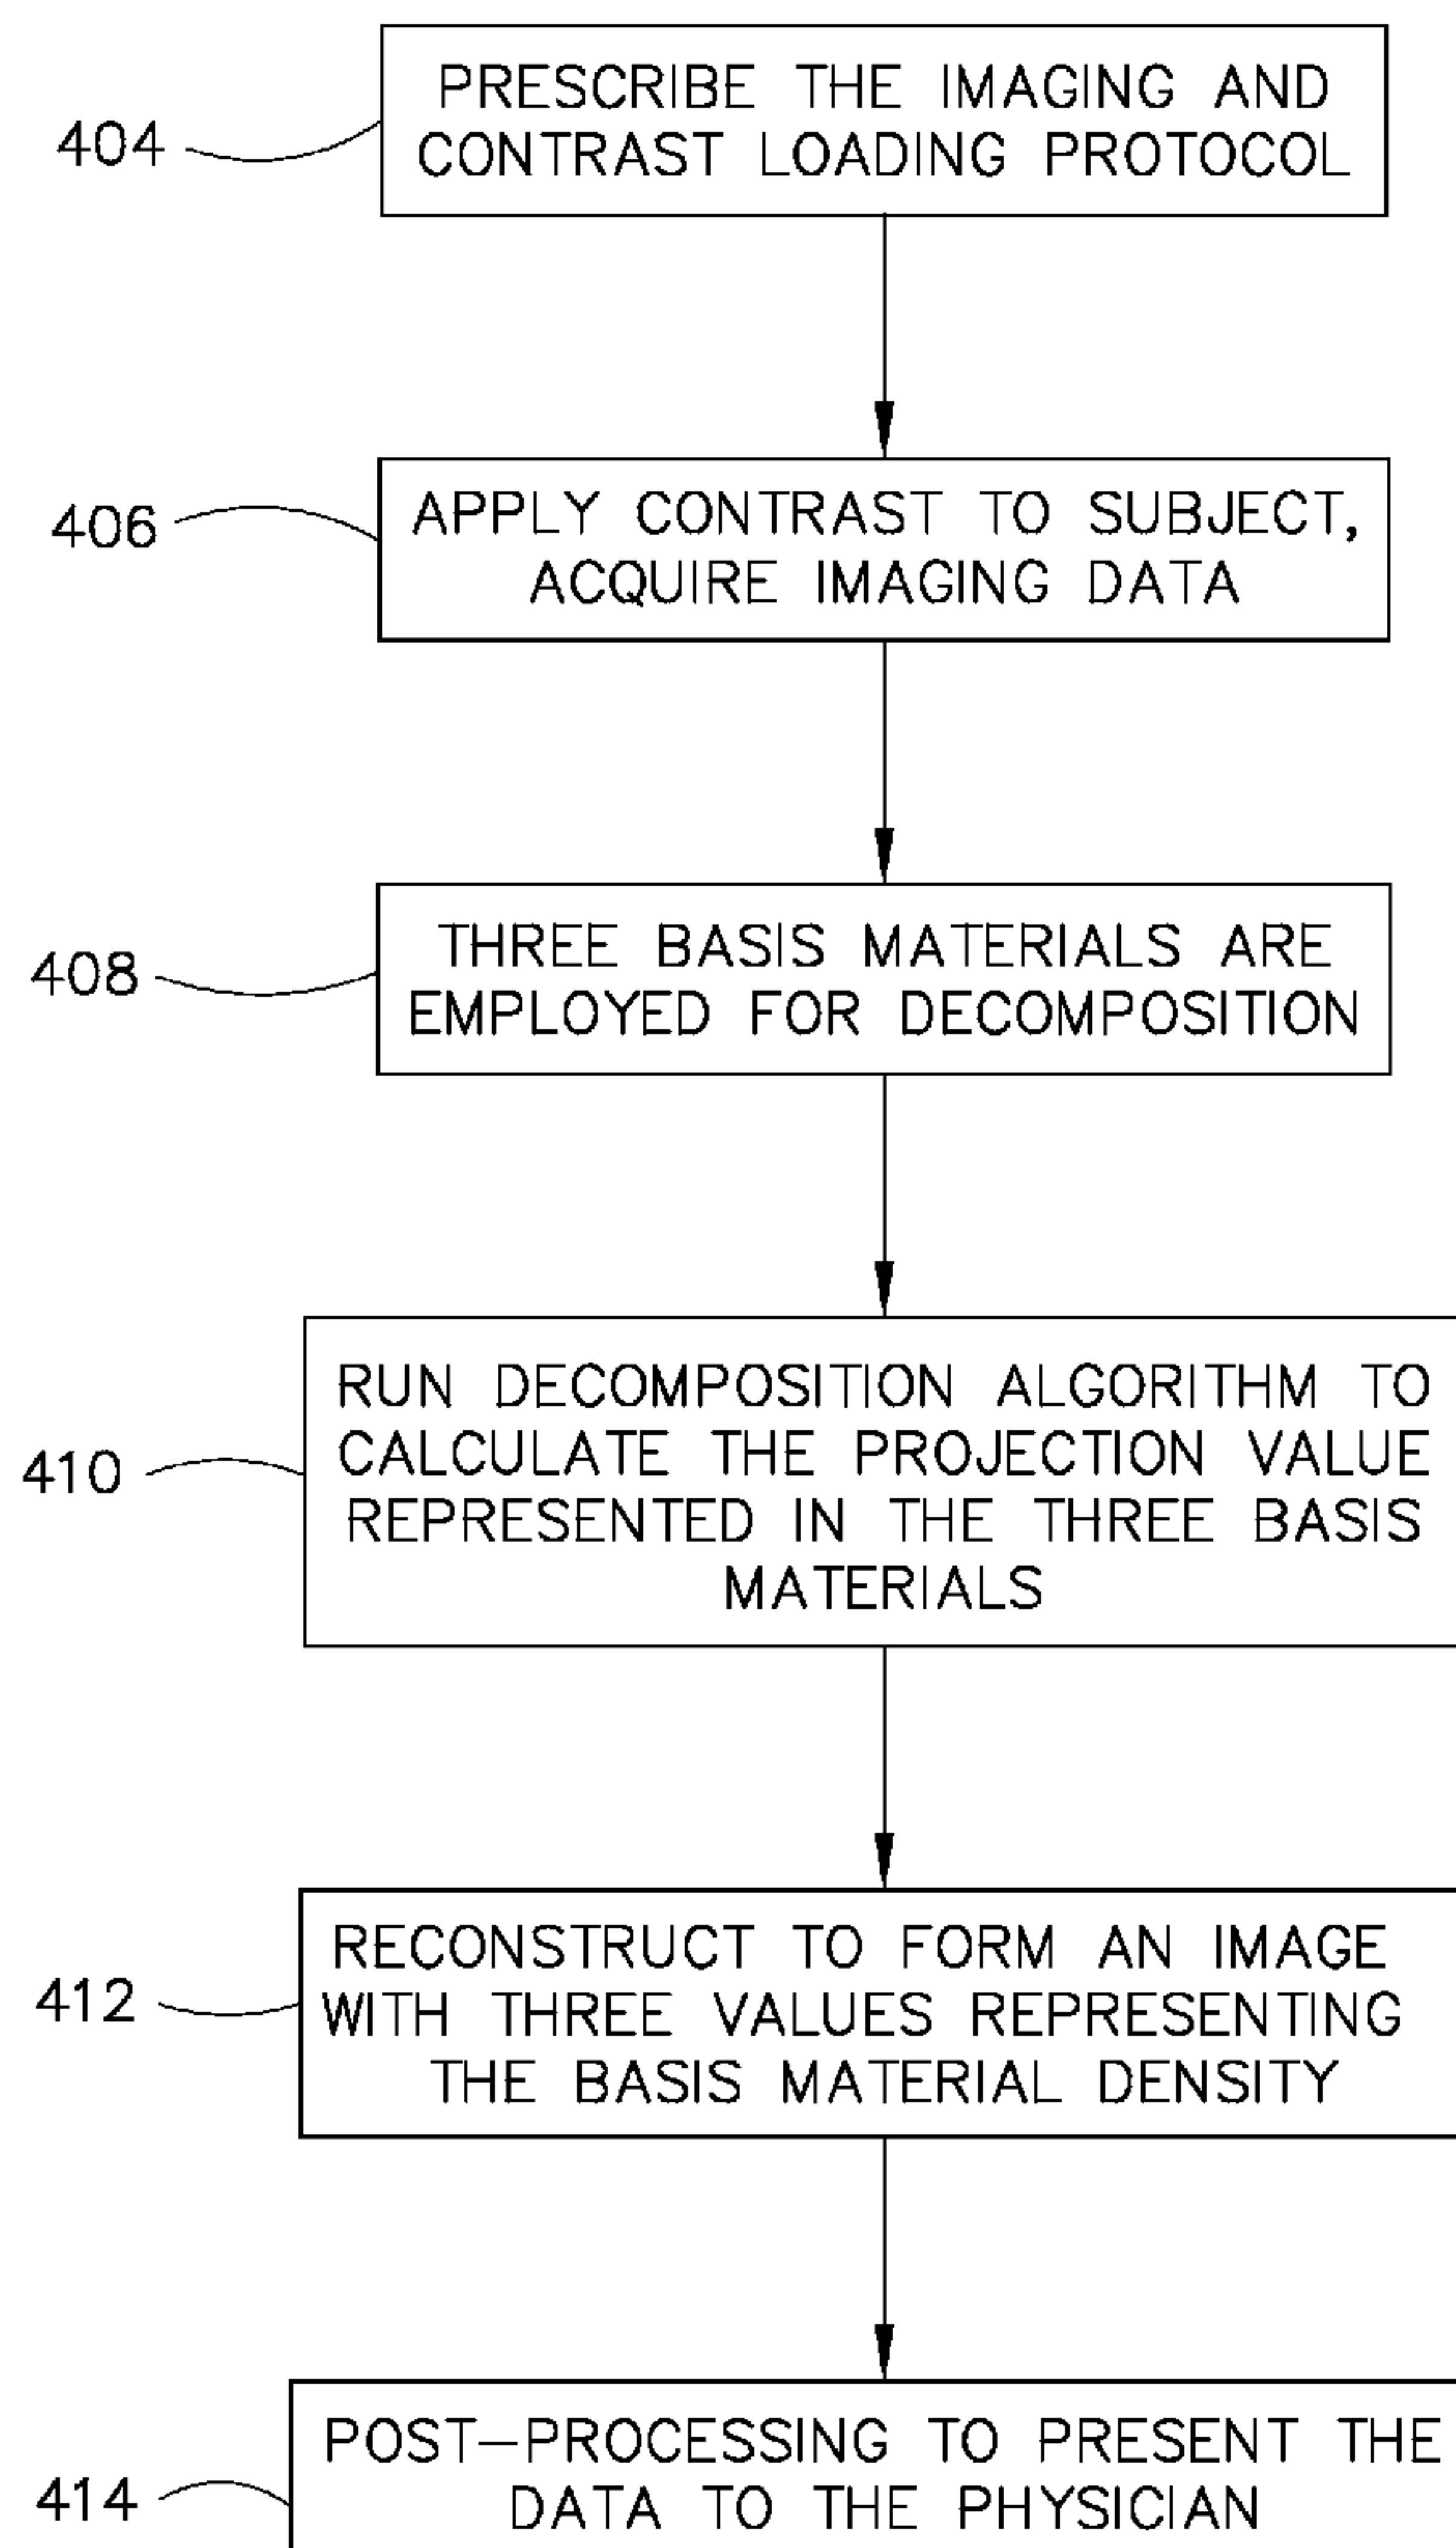 404
PRESCRIBE THE IMAGING AND
CONTRAST LOADING PROTOCOL
406
APPLY CONTRAST TO SUBJECT,
ACQUIRE IMAGING DATA
408
THREE BASIS MATERIALS ARE
EMPLOYED FOR DECOMPOSITION
410
RUN DECOMPOSITION ALGORITHM TO
CALCULATE THE PROJECTION VALUE
REPRESENTED IN THE THREE BASIS
MATERIALS
412
RECONSTRUCT TO FORM AN IMAGE
WITH THREE VALUES REPRESENTING
THE BASIS MATERIAL DENSITY
414
POST-PROCESSING TO PRESENT THE
DATA TO THE PHYSICIAN